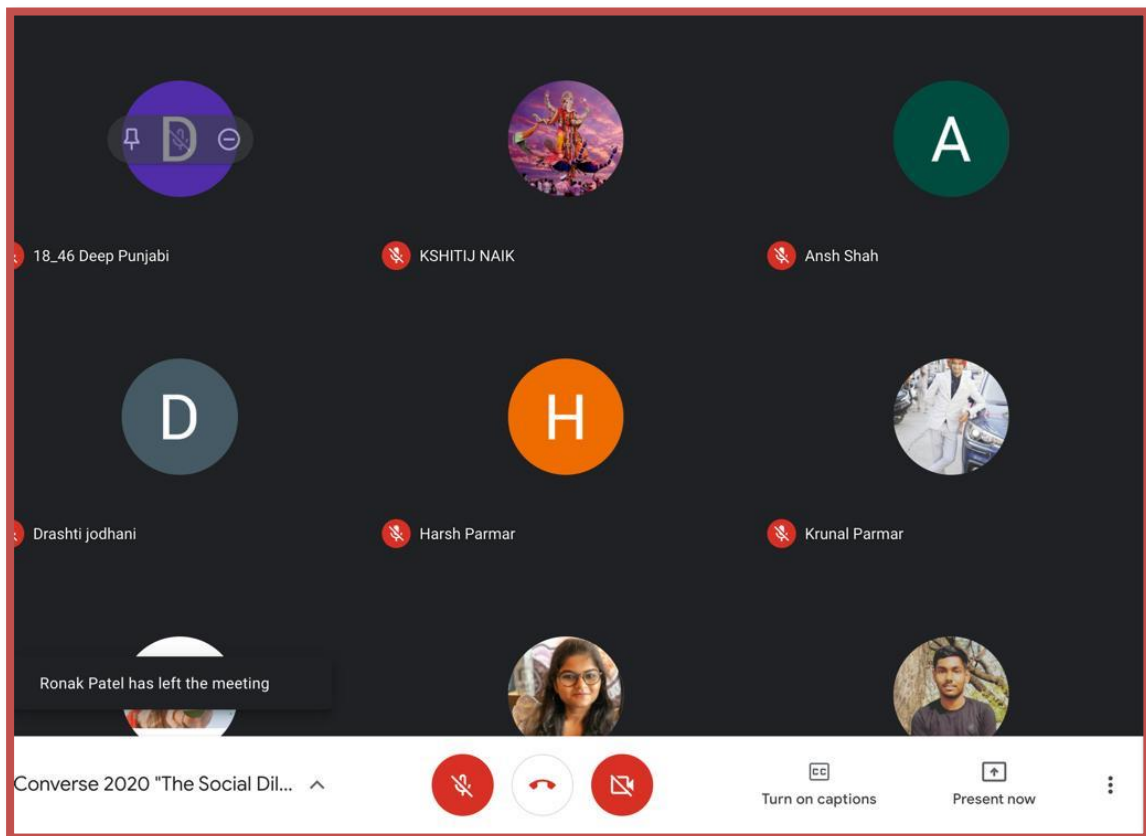 D
A
18_46 Deep Punjabi
KSHITIJ NAIK
Ansh Shah
D
H
Drashti jodhani
Harsh Parmar
Krunal Parmar
Ronak Patel has left the meeting
Converse 2020 "The Social Dil...
CC
Turn on captions
Present now